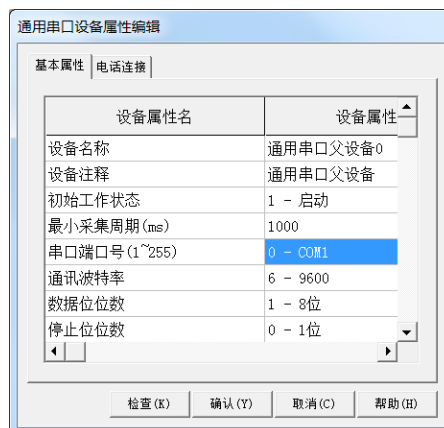 通用串口设备属性编辑
基本属性 电话连接
设备属性名 设备属性
设备名称 通用串口父设备0
设备注释 通用串口父设备
初始工作状态 1 - 启动
最小采集周期(ms) 1000
串口端口号(1~255) 0 - COM1
通讯波特率 6 - 9600
数据位位数 1 - 8位
停止位位数 0 - 1位
检查(K) 确认(Y) 取消(C) 帮助(H)